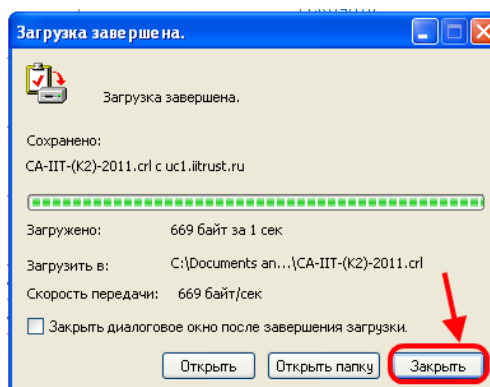 Загрузка завершена.
Загрузка завершена.
Сохранено:
CA-IIT-(K2)-2011.crl с uc1.iitrust.ru
Загружено: 669 байт за 1 сек
Загрузить в: C:\Documents an...\CA-IIT-(K2)-2011.crl
Скорость передачи: 669 байт/сек
Закрыть диалоговое окно после завершения загрузки.
Открыть Открыть папку Закрыть